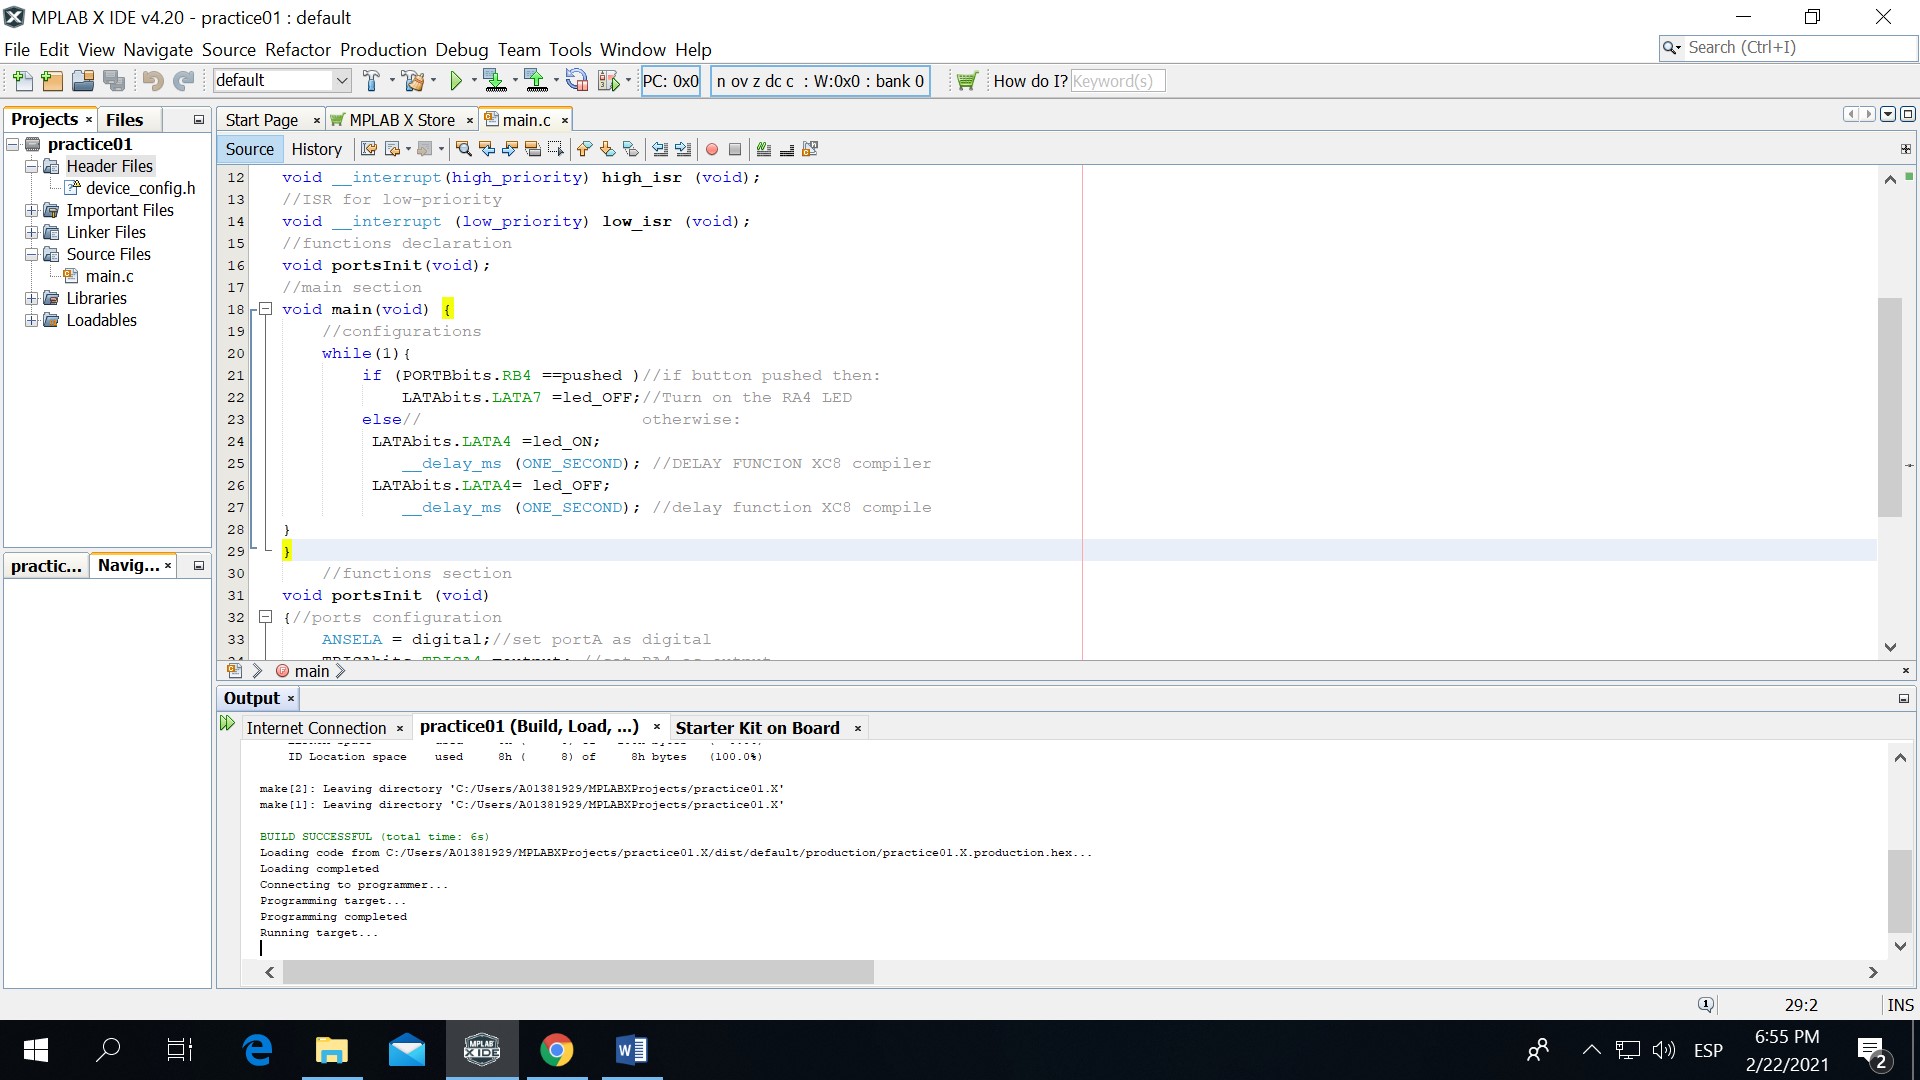 MPLAB X IDE v4.20 - practice01 : default
File Edit View Navigate Source Refactor Production Debug Team Tools Window Help
Search (Ctrl+I)
default
PC: 0x0
n ov z dc c : W:0x0 : bank 0
How do I?
Keyword(s)
Projects
Files
practice01
Header Files
device_config.h
Important Files
Linker Files
Source Files
main.c
Libraries
Loadables
practic...
Navig...
Start Page
MPLAB X Store
main.c
Source
History
12 void __interrupt(high_priority) high_isr (void);
13 //ISR for low-priority
14 void __interrupt (low_priority) low_isr (void);
15 //functions declaration
16 void portsInit(void);
17 //main section
18 void main(void) {
19 //configurations
20 while(1){
21 if (PORTBbits.RB4 ==pushed )//if button pushed then:
22 LATAbits.LATA7 =led_OFF;//Turn on the RA4 LED
23 else// otherwise:
24 LATAbits.LATA4 =led_ON;
25 __delay_ms (ONE_SECOND); //DELAY FUNCION XC8 compiler
26 LATAbits.LATA4= led_OFF;
27 __delay_ms (ONE_SECOND); //delay function XC8 compile
28 }
29 }
30 //functions section
31 void portsInit (void)
32 {//ports configuration
33 ANSELA = digital;//set portA as digital
main
Output
Internet Connection
practice01 (Build, Load, ...)
Starter Kit on Board
ID Location space used 8h ( 8) of 8h bytes (100.0%)
make[2]: Leaving directory 'C:/Users/A01381929/MPLABXProjects/practice01.X'
make[1]: Leaving directory 'C:/Users/A01381929/MPLABXProjects/practice01.X'
BUILD SUCCESSFUL (total time: 6s)
Loading code from C:/Users/A01381929/MPLABXProjects/practice01.X/dist/default/production/practice01.X.production.hex...
Loading completed
Connecting to programmer...
Programming target...
Programming completed
Running target...
29:2
INS
MPLAB
X IDE
ESP
6:55 PM
2/22/2021
2